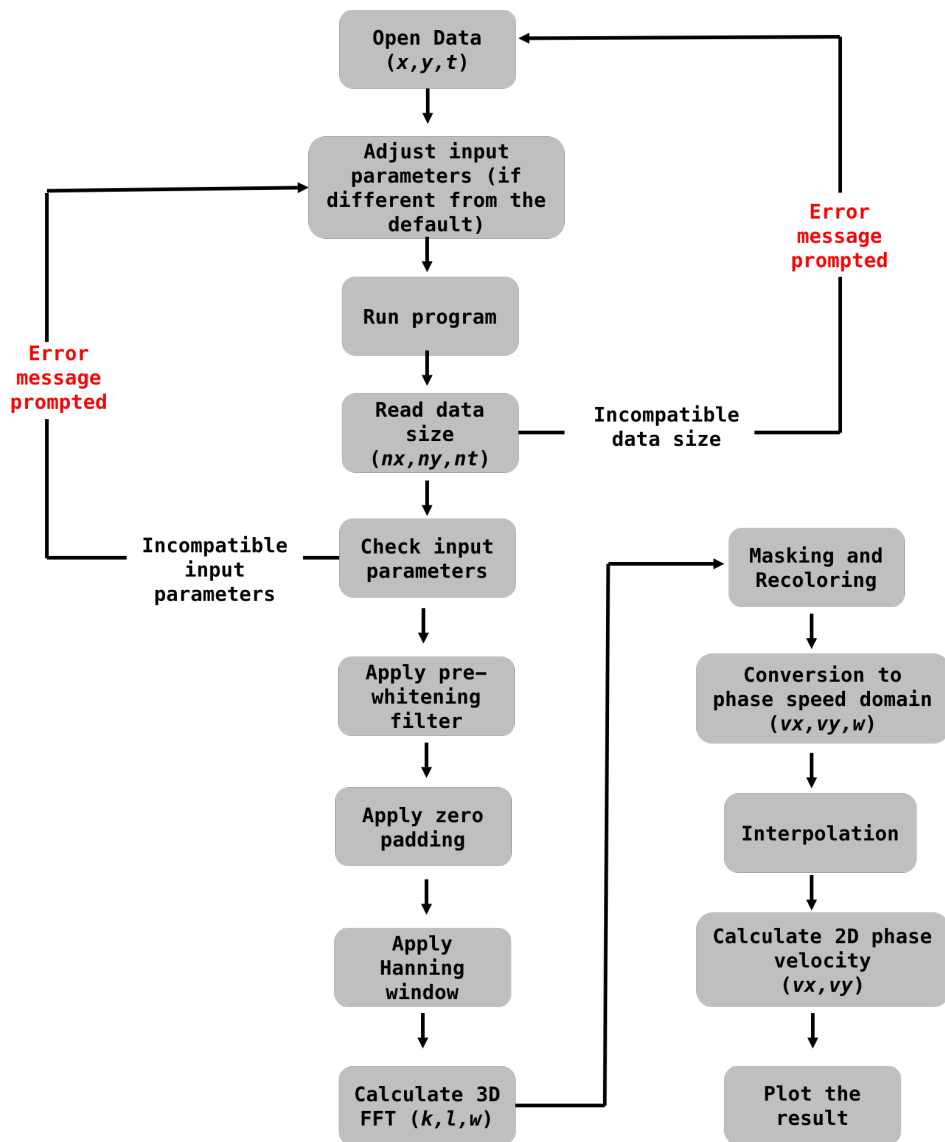 Open Data
(x,y,t)
Adjust input
parameters (if
different from the
default)
Error
message
prompted
Run program
Error
message
prompted
Read data
size
(nx,ny,nt)
Incompatible
data size
Check input
parameters
Incompatible
input
parameters
Apply pre-
whitening
filter
Apply zero
padding
Apply
Hanning
window
Calculate 3D
FFT (k,l,w)
Masking and
Recoloring
Conversion to
phase speed domain
(vx,vy,w)
Interpolation
Calculate 2D phase
velocity
(vx,vy)
Plot the
result